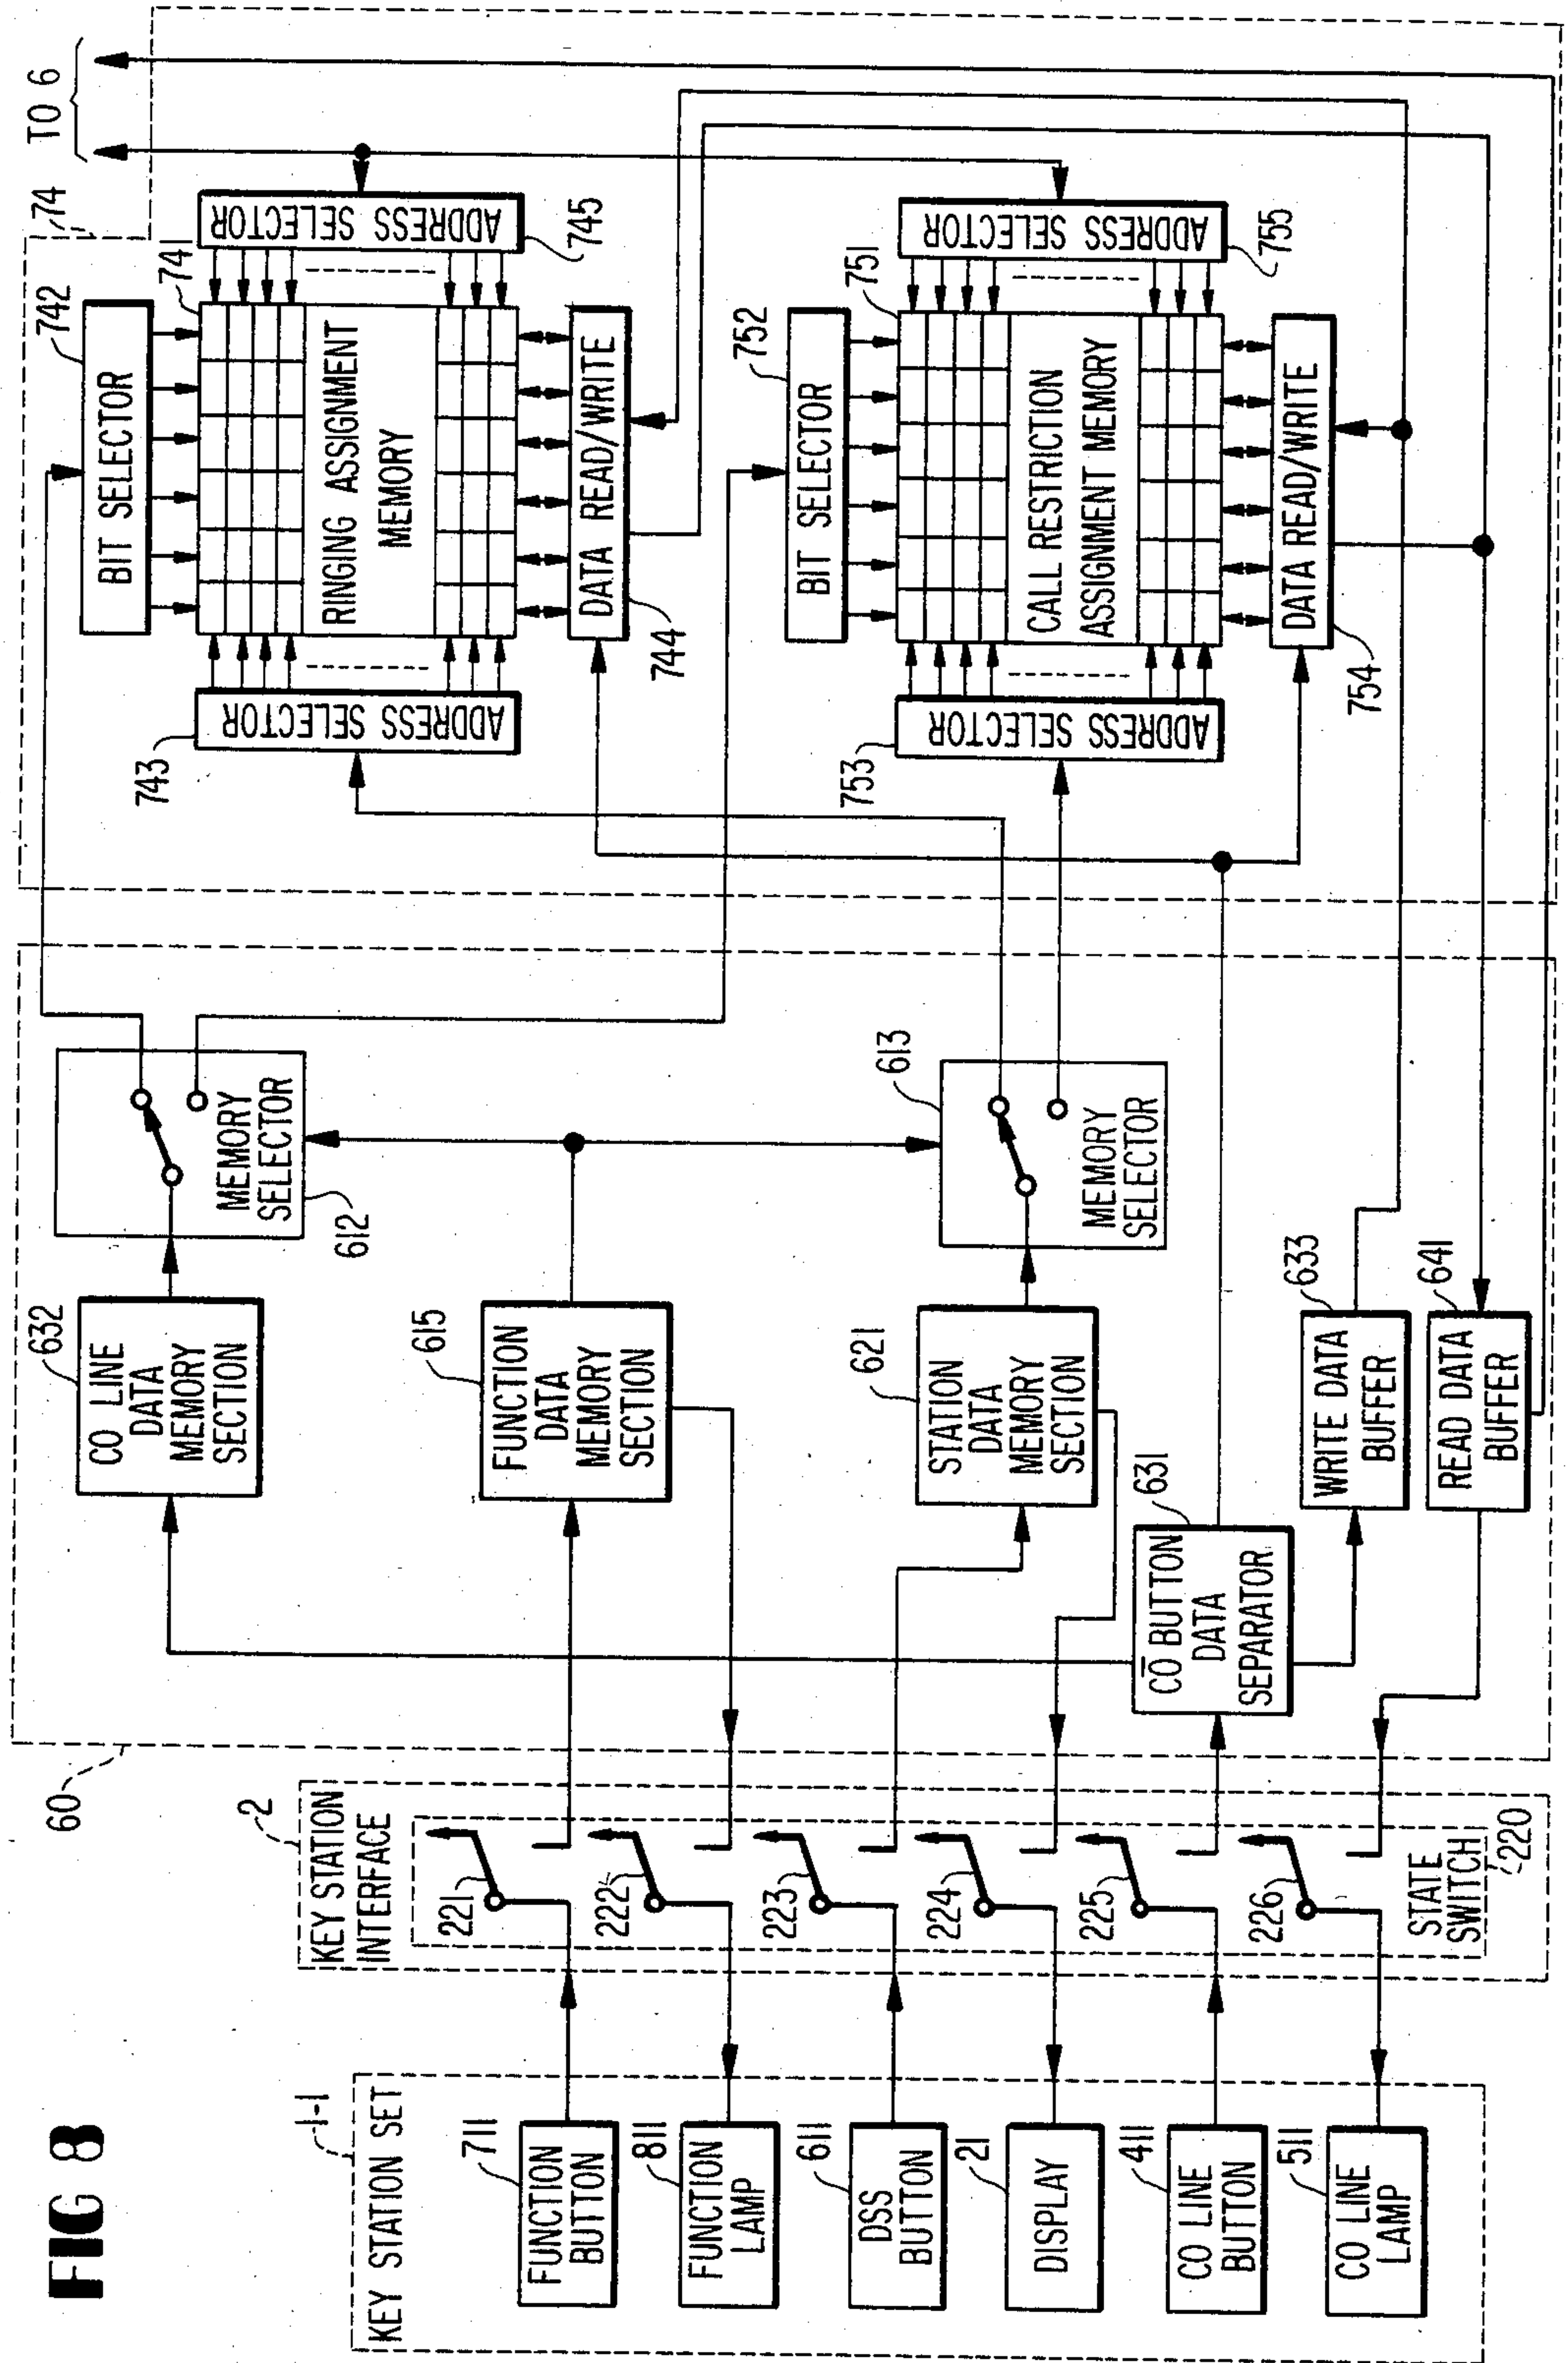 FIG 8
KEY STATION SET
1-1
FUNCTION
BUTTON
711
FUNCTION
LAMP
811
DSS
BUTTON
611
DISPLAY
21
CO LINE
BUTTON
411
CO LINE
LAMP
511
KEY STATION
INTERFACE
2
221
222
223
224
225
226
STATE
SWITCH
220
60
CO LINE
DATA
MEMORY
SECTION
632
FUNCTION
DATA
MEMORY
SECTION
615
STATION
DATA
MEMORY
SECTION
621
CO BUTTON
DATA
SEPARATOR
631
WRITE DATA
BUFFER
633
READ DATA
BUFFER
641
MEMORY
SELECTOR
612
MEMORY
SELECTOR
613
74
TO 6
BIT SELECTOR
742
ADDRESS SELECTOR
743
RINGING ASSIGNMENT
MEMORY
741
ADDRESS SELECTOR
745
DATA READ/WRITE
744
BIT SELECTOR
752
ADDRESS SELECTOR
753
CALL RESTRICTION
ASSIGNMENT MEMORY
751
ADDRESS SELECTOR
755
DATA READ/WRITE
754